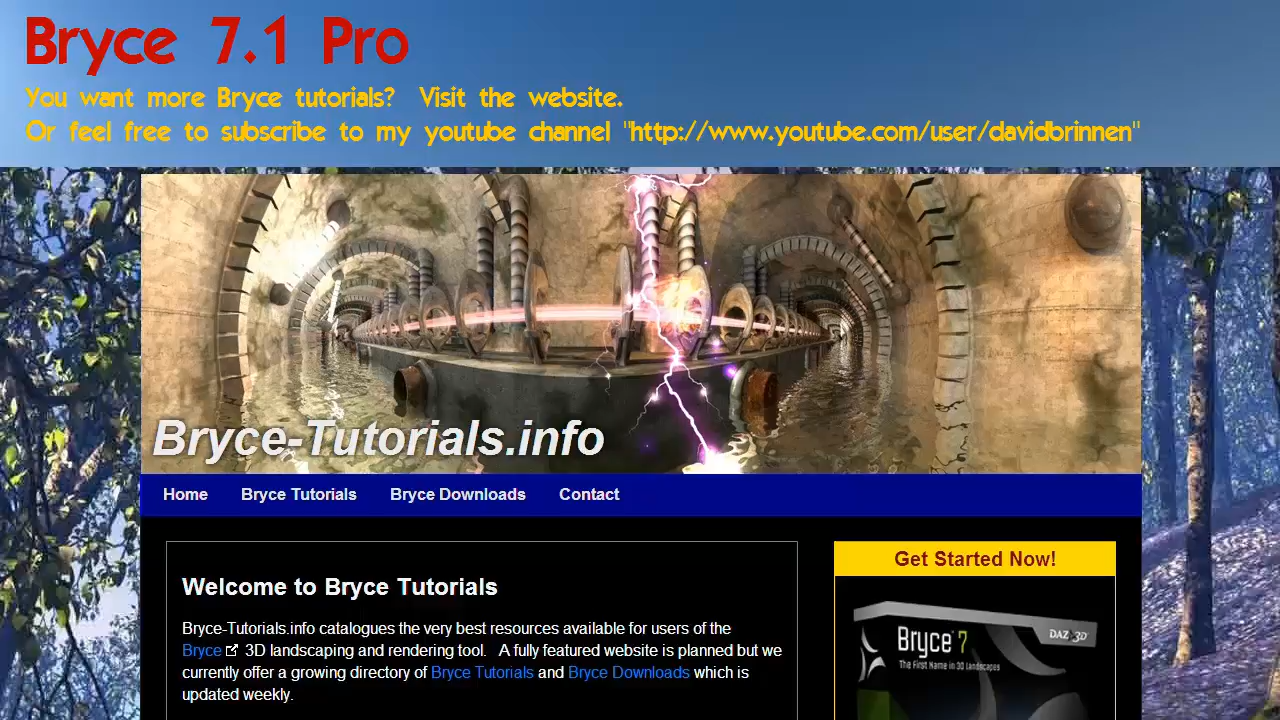 Bryce 7.1 Pro
You want more Bryce tutorials? Visit the website.
Or feel free to subscribe to my youtube channel "http://www.youtube.com/user/davidbrinnen"
Bryce-Tutorials.info
Home Bryce Tutorials Bryce Downloads Contact
Welcome to Bryce Tutorials
Bryce-Tutorials.info catalogues the very best resources available for users of the
Bryce 3D landscaping and rendering tool. A fully featured website is planned but we
currently offer a growing directory of Bryce Tutorials and Bryce Downloads which is
updated weekly.
Get Started Now!
DAZ 3D
Bryce 7
The First Name in 3D landscapes